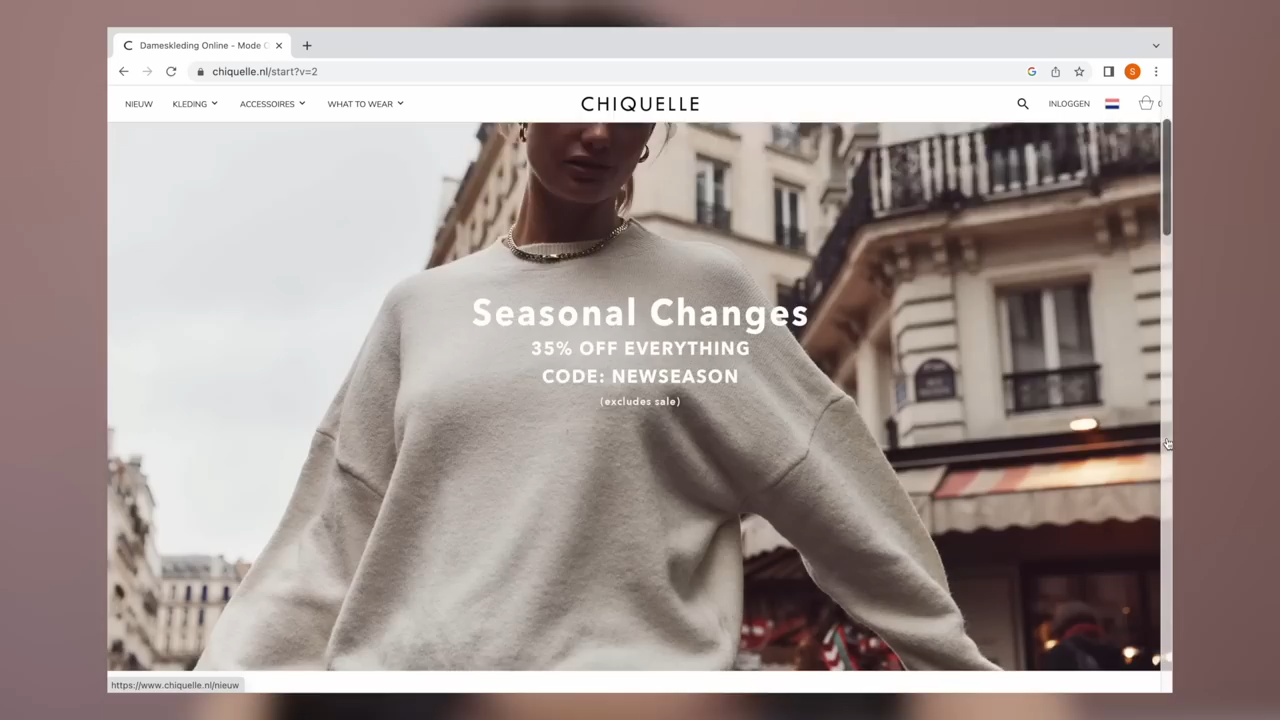 Dameskleding Online - Mode
chiquelle.nl/start?v=2
S
NIEUW KLEDING ACCESSOIRES WHAT TO WEAR CHIQUELLE INLOGGEN 0
Seasonal Changes
35% OFF EVERYTHING
CODE: NEWSEASON
(excludes sale)
https://www.chiquelle.nl/nieuw